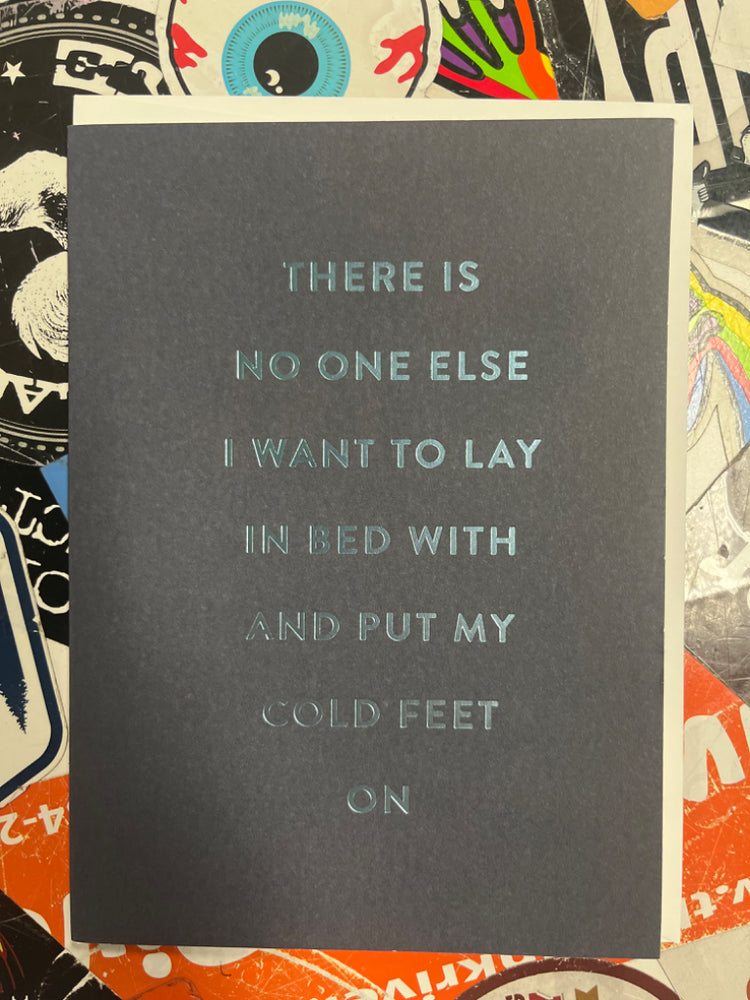 THERE IS
NO ONE ELSE
I WANT TO LAY
IN BED WITH
AND PUT MY
COLD FEET
ON